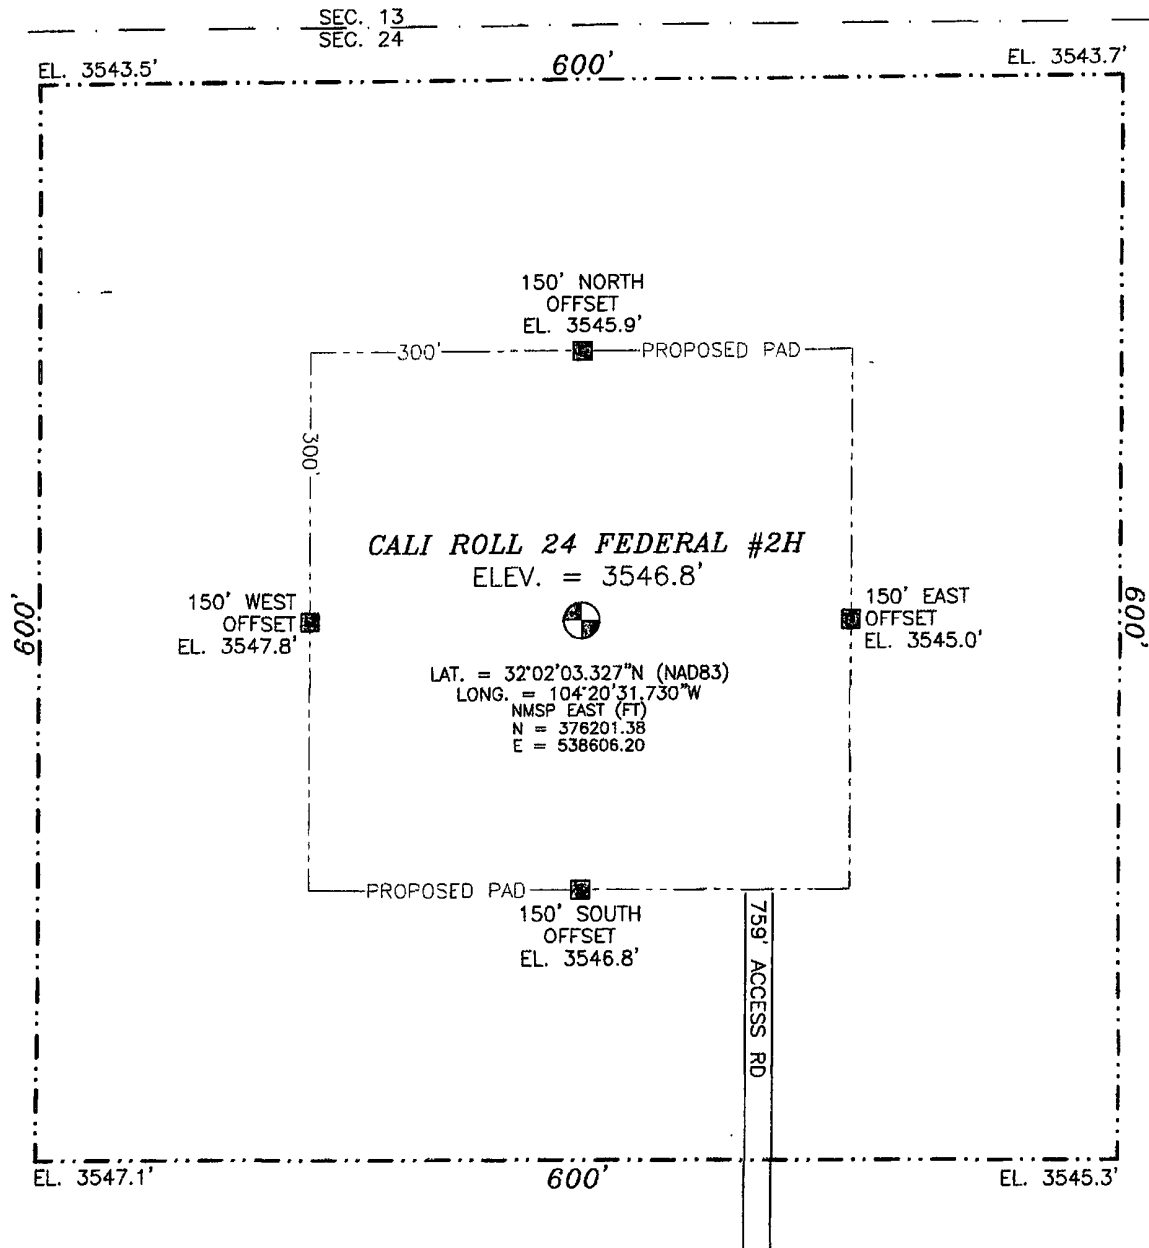 SEC. 13
SEC. 24
EL. 3543.5'
600'
EL. 3543.7'
150' NORTH
OFFSET
EL. 3545.9'
300'
PROPOSED PAD
300'
CALI ROLL 24 FEDERAL #2H
ELEV. = 3546.8'
600'
150' WEST
OFFSET
EL. 3547.8'
150' EAST
OFFSET
EL. 3545.0'
600'
LAT. = 32°02'03.327"N (NAD83)
LONG. = 104°20'31.730"W
NMSP EAST (FT)
N = 376201.38
E = 538606.20
PROPOSED PAD
150' SOUTH
OFFSET
EL. 3546.8'
759' ACCESS RD
EL. 3547.1'
600'
EL. 3545.3'